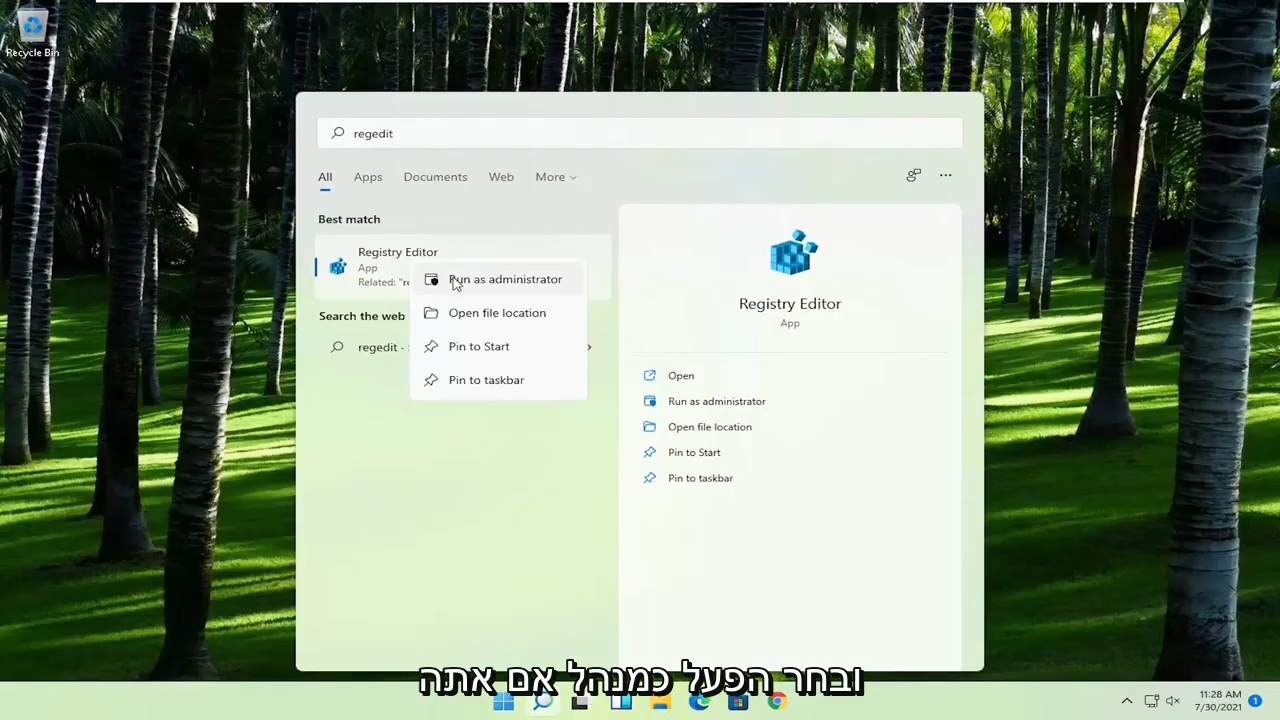 Recycle Bin
regedit
All
Apps
Documents
Web
More
Best match
Registry Editor
App
Related: "re
Search the web
regedit -
Run as administrator
Open file location
Pin to Start
Pin to taskbar
Registry Editor
App
Open
Run as administrator
Open file location
Pin to Start
Pin to taskbar
ובחר הפעל כמנהל אם אתה
11:28 AM
7/30/2021
1